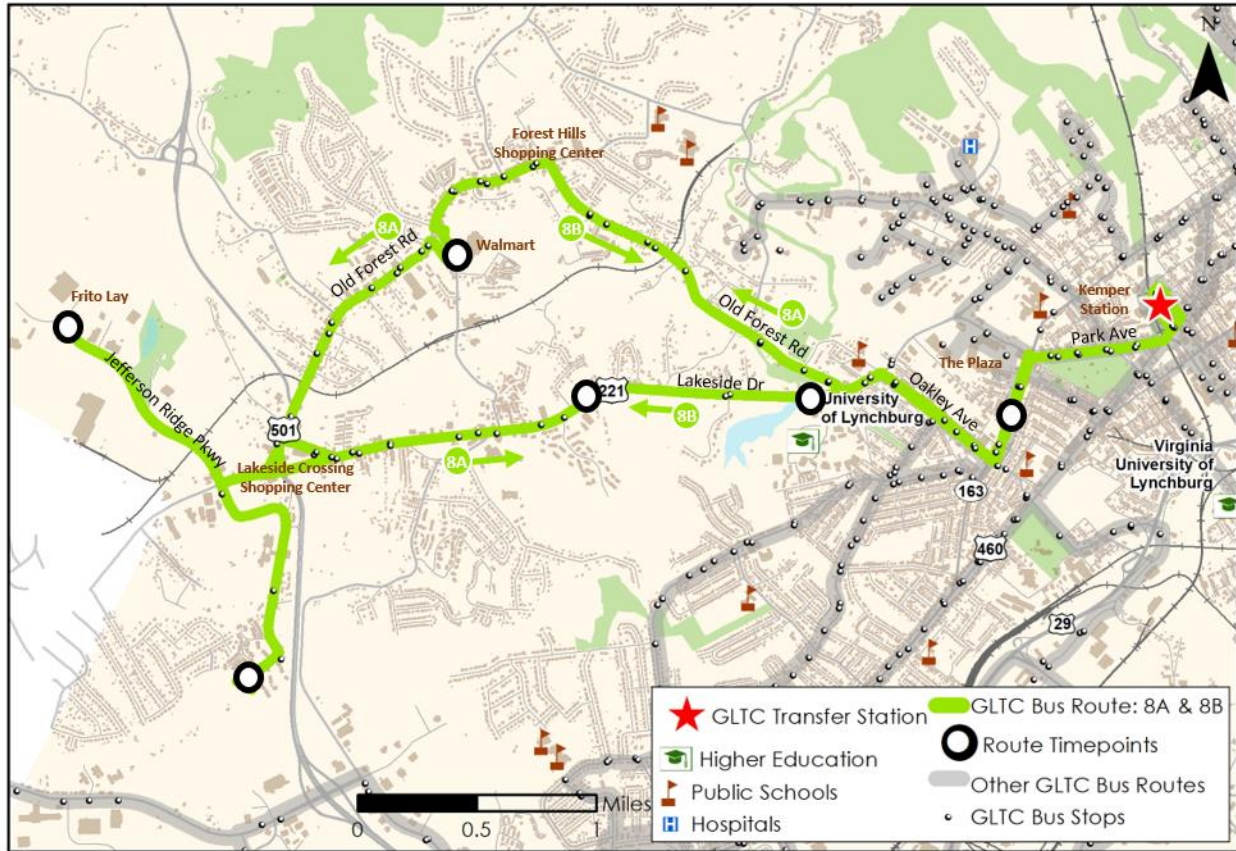 N
Forest Hills
Shopping Center
H
8A
8B
Walmart
Old Forest Rd
Frito Lay
Kemper
Station
8A
Old Forest Rd
Park Ave
The Plaza
Jefferson Ridge Pkwy
221
Lakeside Dr
8B
University
of Lynchburg
Oakley Ave
501
8A
Lakeside Crossing
Shopping Center
Virginia
University of
Lynchburg
163
460
29
GLTC Transfer Station
Higher Education
Public Schools
H Hospitals
GLTC Bus Route: 8A & 8B
Route Timepoints
Other GLTC Bus Routes
GLTC Bus Stops
Miles
0 0.5 1